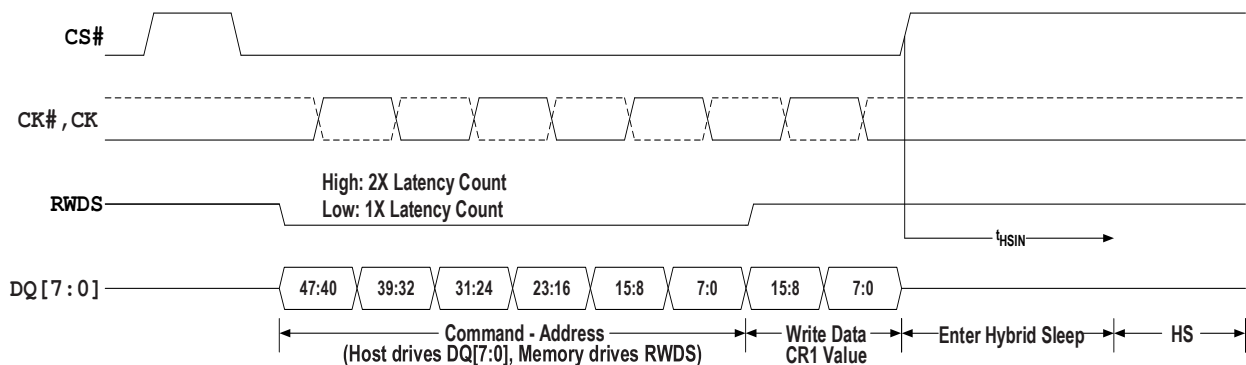 CS#
CK#,CK
High: 2X Latency Count
Low: 1X Latency Count
RWDS
tHSIN
DQ[7:0]
47:40 39:32 31:24 23:16 15:8 7:0 15:8 7:0
Command - Address
(Host drives DQ[7:0], Memory drives RWDS)
Write Data
CR1 Value
Enter Hybrid Sleep
HS